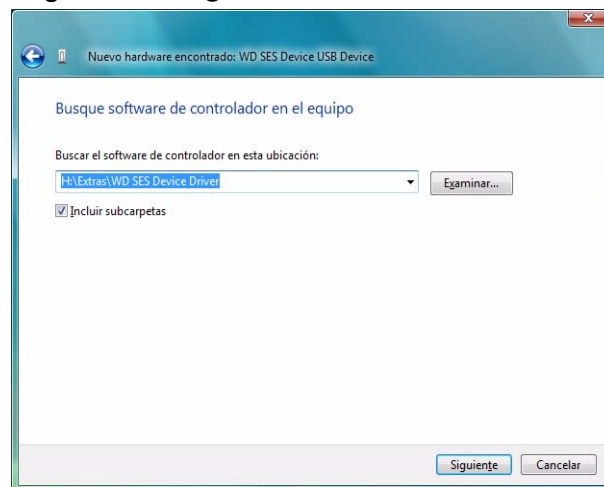 Nuevo hardware encontrado: WD SES Device USB Device
Busque software de controlador en el equipo
Buscar el software de controlador en esta ubicación:
H:\Extras\WD SES Device Driver
Examinar...
Incluir subcarpetas
Siguiente
Cancelar